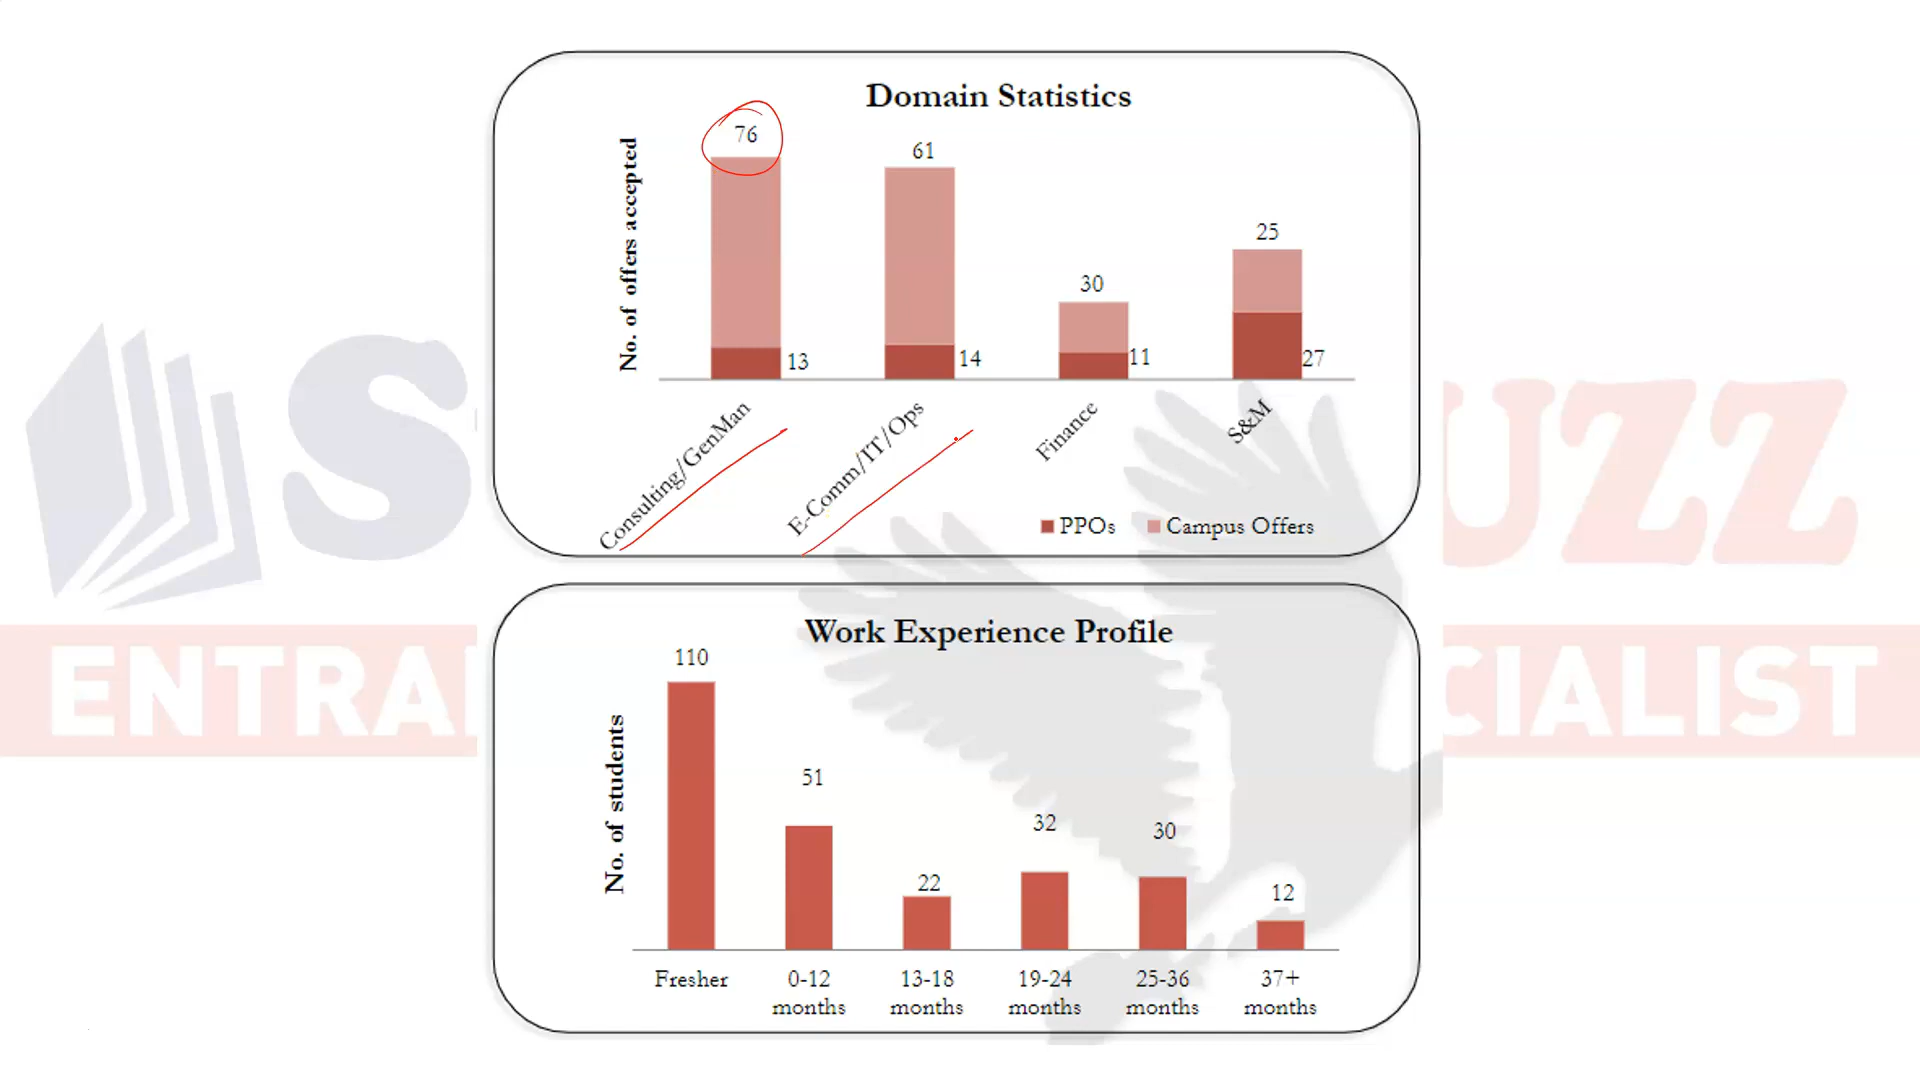 Domain Statistics
No. of offers accepted
76
61
30
25
13
14
11
27
Consulting/GenMan
E-Comm/IT/Ops
Finance
S&M
PPOs
Campus Offers
Work Experience Profile
No. of students
110
51
22
32
30
12
Fresher
0-12
months
13-18
months
19-24
months
25-36
months
37+
months
S
UZZ
ENTRA
CIALIST